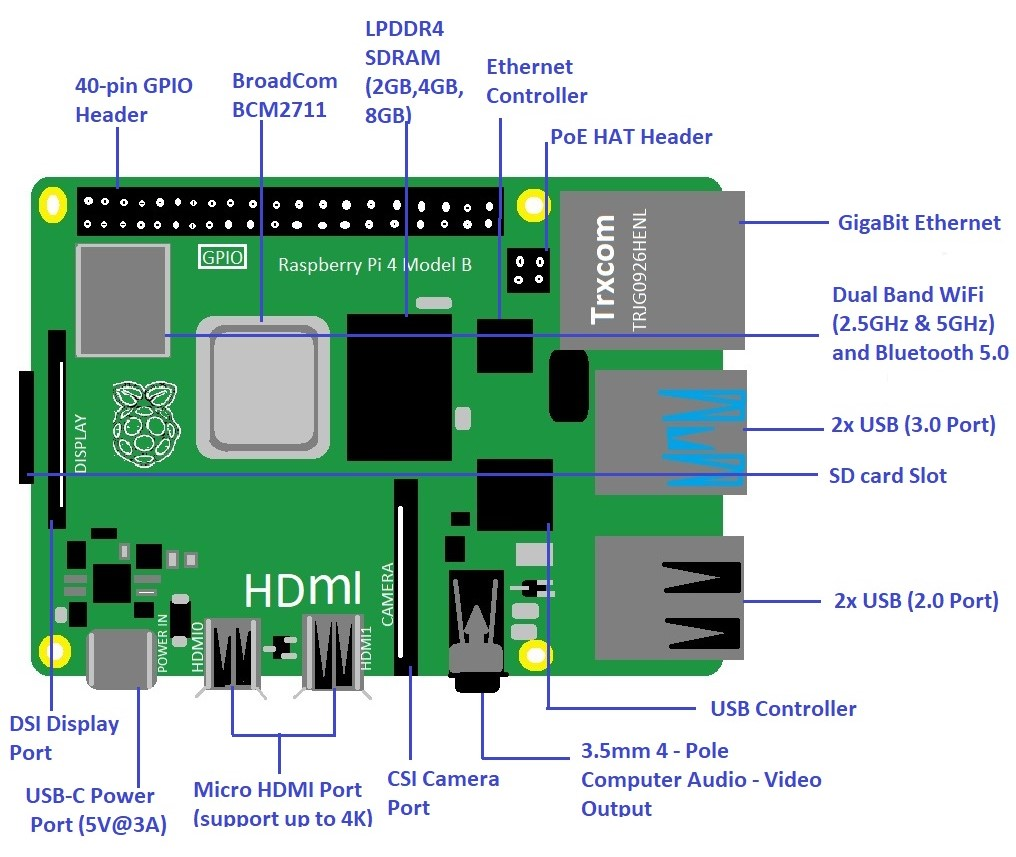 LPDDR4
SDRAM
(2GB,4GB,
8GB)
40-pin GPIO
Header
BroadCom
BCM2711
Ethernet
Controller
PoE HAT Header
GigaBit Ethernet
Trxcom
TRJG0926HENL
GPIO
Raspberry Pi 4 Model B
Dual Band WiFi
(2.5GHz & 5GHz)
and Bluetooth 5.0
DISPLAY
2x USB (3.0 Port)
SD card Slot
HDmI
CAMERA
2x USB (2.0 Port)
POWER IN
HDMI0
HDMI1
DSI Display
Port
USB Controller
USB-C Power
Port (5V@3A)
Micro HDMI Port
(support up to 4K)
CSI Camera
Port
3.5mm 4 - Pole
Computer Audio - Video
Output